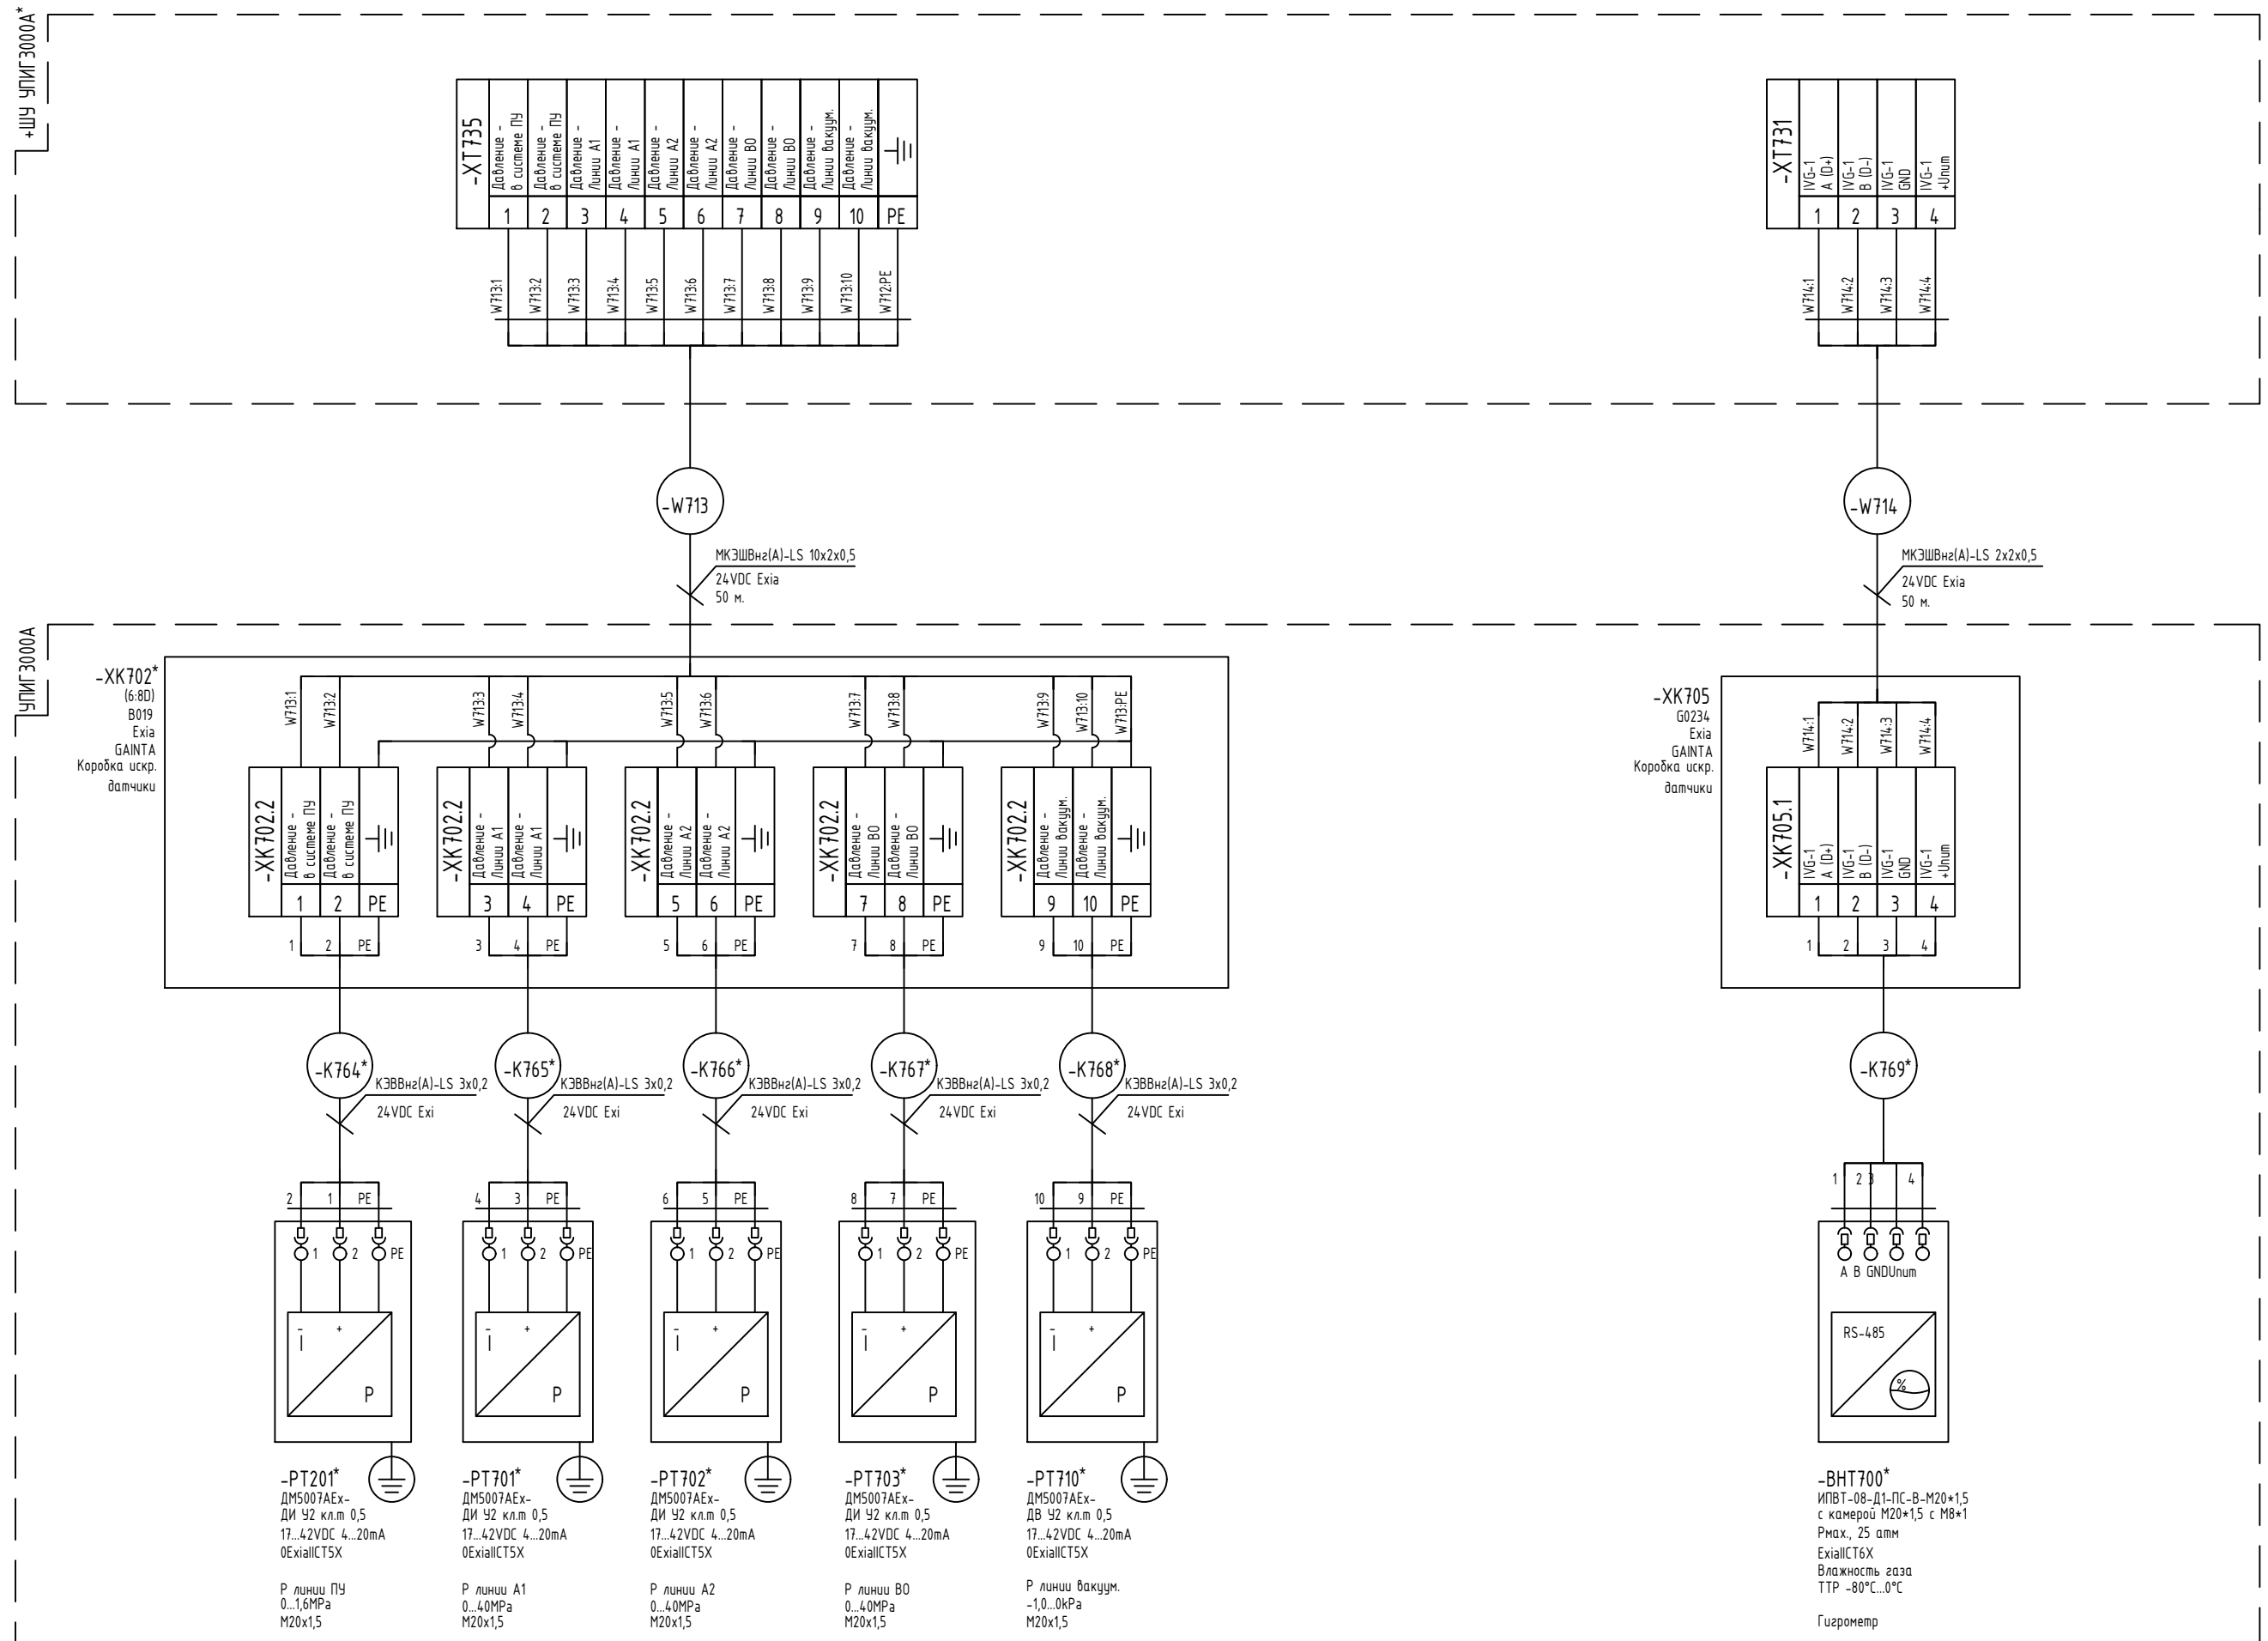 +ШУ УПИГ3000А*
-XT735
Давление -
в системе ПУ
Давление -
в системе ПУ
Давление -
Линии А1
Давление -
Линии А1
Давление -
Линии А2
Давление -
Линии А2
Давление -
Линии В0
Давление -
Линии В0
Давление -
Линии вакуум.
Давление -
Линии вакуум.
1 2 3 4 5 6 7 8 9 10 PE
W713:1 W713:2 W713:3 W713:4 W713:5 W713:6 W713:7 W713:8 W713:9 W713:10 W712:PE
-XT731
IVG-1
A (D+)
IVG-1
B (D-)
IVG-1
GND
IVG-1
+Uпит
1 2 3 4
W714:1 W714:2 W714:3 W714:4
-W713
МКЭШВнг(А)-LS 10x2x0,5
24VDC Exia
50 м.
-W714
МКЭШВнг(А)-LS 2x2x0,5
24VDC Exia
50 м.
УПИГ3000А
-XK702*
(6:8D)
B019
Exia
GAINTA
Коробка искр.
датчики
W713:1 W713:2 W713:3 W713:4 W713:5 W713:6 W713:7 W713:8 W713:9 W713:10 W713:PE
-XK702.2
Давление -
в системе ПУ
Давление -
в системе ПУ
1 2 PE
1 2 PE
-XK702.2
Давление -
Линии А1
Давление -
Линии А1
3 4 PE
3 4 PE
-XK702.2
Давление -
Линии А2
Давление -
Линии А2
5 6 PE
5 6 PE
-XK702.2
Давление -
Линии В0
Давление -
Линии В0
7 8 PE
7 8 PE
-XK702.2
Давление -
Линии вакуум.
Давление -
Линии вакуум.
9 10 PE
9 10 PE
-XK705
G0234
Exia
GAINTA
Коробка искр.
датчики
W714:1 W714:2 W714:3 W714:4
-XK705.1
IVG-1
A (D+)
IVG-1
B (D-)
IVG-1
GND
IVG-1
+Uпит
1 2 3 4
1 2 3 4
-K764*
КЭВВнг(А)-LS 3x0,2
24VDC Exi
-K765*
КЭВВнг(А)-LS 3x0,2
24VDC Exi
-K766*
КЭВВнг(А)-LS 3x0,2
24VDC Exi
-K767*
КЭВВнг(А)-LS 3x0,2
24VDC Exi
-K768*
КЭВВнг(А)-LS 3x0,2
24VDC Exi
-K769*
2 1 PE
1 2 PE
- +
i
P
4 3 PE
1 2 PE
- +
i
P
6 5 PE
1 2 PE
- +
i
P
8 7 PE
1 2 PE
- +
i
P
10 9 PE
1 2 PE
- +
i
P
1 2 3 4
A B GNDUпит
RS-485
%
-PT201*
ДМ5007АЕх-
ДИ У2 кл.т 0,5
17...42VDC 4...20mA
0ExiaIICT5X
P линии ПУ
0...1,6MPa
M20x1,5
-PT701*
ДМ5007АЕх-
ДИ У2 кл.т 0,5
17...42VDC 4...20mA
0ExiaIICT5X
P линии А1
0...40MPa
M20x1,5
-PT702*
ДМ5007АЕх-
ДИ У2 кл.т 0,5
17...42VDC 4...20mA
0ExiaIICT5X
P линии А2
0...40MPa
M20x1,5
-PT703*
ДМ5007АЕх-
ДИ У2 кл.т 0,5
17...42VDC 4...20mA
0ExiaIICT5X
P линии В0
0...40MPa
M20x1,5
-PT710*
ДМ5007АЕх-
ДВ У2 кл.т 0,5
17...42VDC 4...20mA
0ExiaIICT5X
P линии вакуум.
-1,0...0kPa
M20x1,5
-BHT700*
ИПВТ-08-Д1-ПС-В-М20*1,5
с камерой М20*1,5 с М8*1
Рмах., 25 атм
ExiaIICT6X
Влажность газа
ТТР -80°C...0°C
Гигрометр